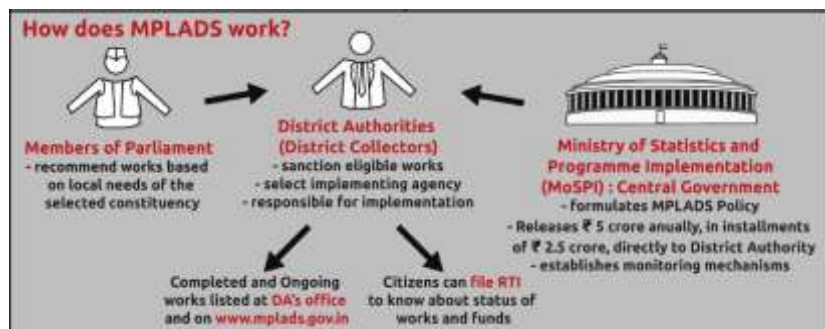 How does MPLADS work?
Members of Parliament
- recommend works based
on local needs of the
selected constituency
District Authorities
(District Collectors)
- sanction eligible works
- select implementing agency
- responsible for implementation
Ministry of Statistics and
Programme Implementation
(MoSPI) : Central Government
- formulates MPLADS Policy
- Releases ₹ 5 crore anually, in installments
of ₹ 2.5 crore, directly to District Authority
- establishes monitoring mechanisms
Completed and Ongoing
works listed at DA's office
and on www.mplads.gov.in
Citizens can file RTI
to know about status of
works and funds